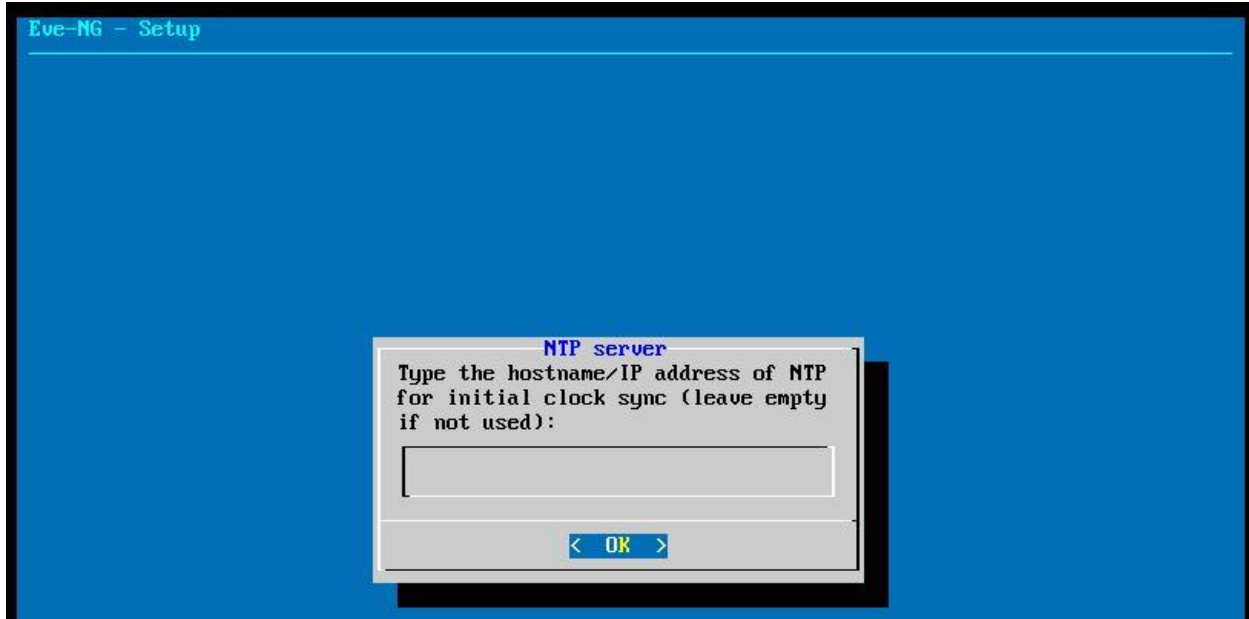 Eve-NG - Setup
NTP server
Type the hostname/IP address of NTP
for initial clock sync (leave empty
if not used):
< OK >